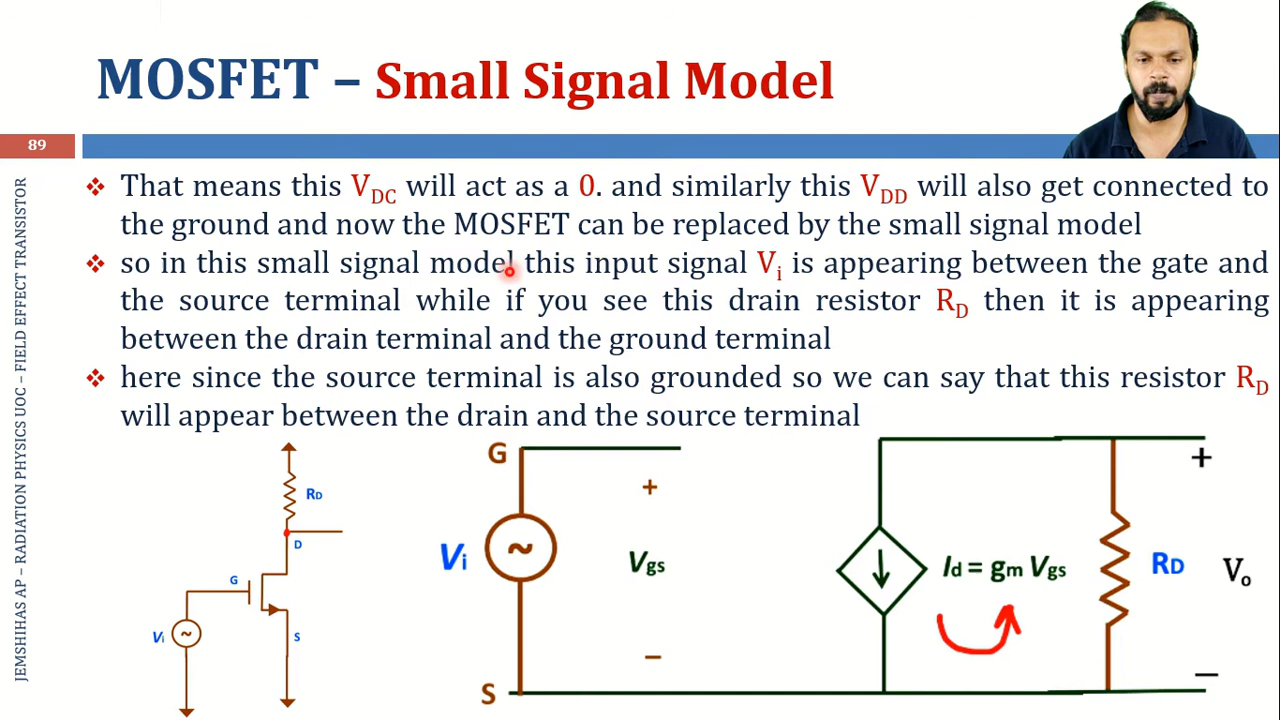 MOSFET – Small Signal Model
89
JEMSHIHAS AP – RADIATION PHYSICS UOC – FIELD EFFECT TRANSISTOR
❖ That means this VDC will act as a 0. and similarly this VDD will also get connected to
the ground and now the MOSFET can be replaced by the small signal model
❖ so in this small signal model this input signal Vi is appearing between the gate and
the source terminal while if you see this drain resistor RD then it is appearing
between the drain terminal and the ground terminal
❖ here since the source terminal is also grounded so we can say that this resistor RD
will appear between the drain and the source terminal
RD
D
G
Vi
~
S
G
+
Vi
~
Vgs
–
S
Id = gm Vgs
RD
+
Vo
–